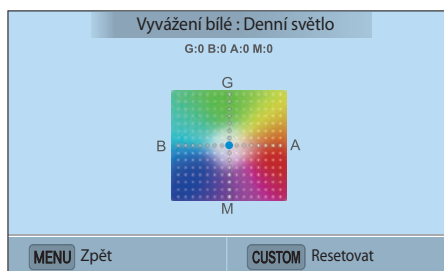 Vyvážení bílé : Denní světlo
G:0 B:0 A:0 M:0
G
B A
M
MENU Zpět CUSTOM Resetovat